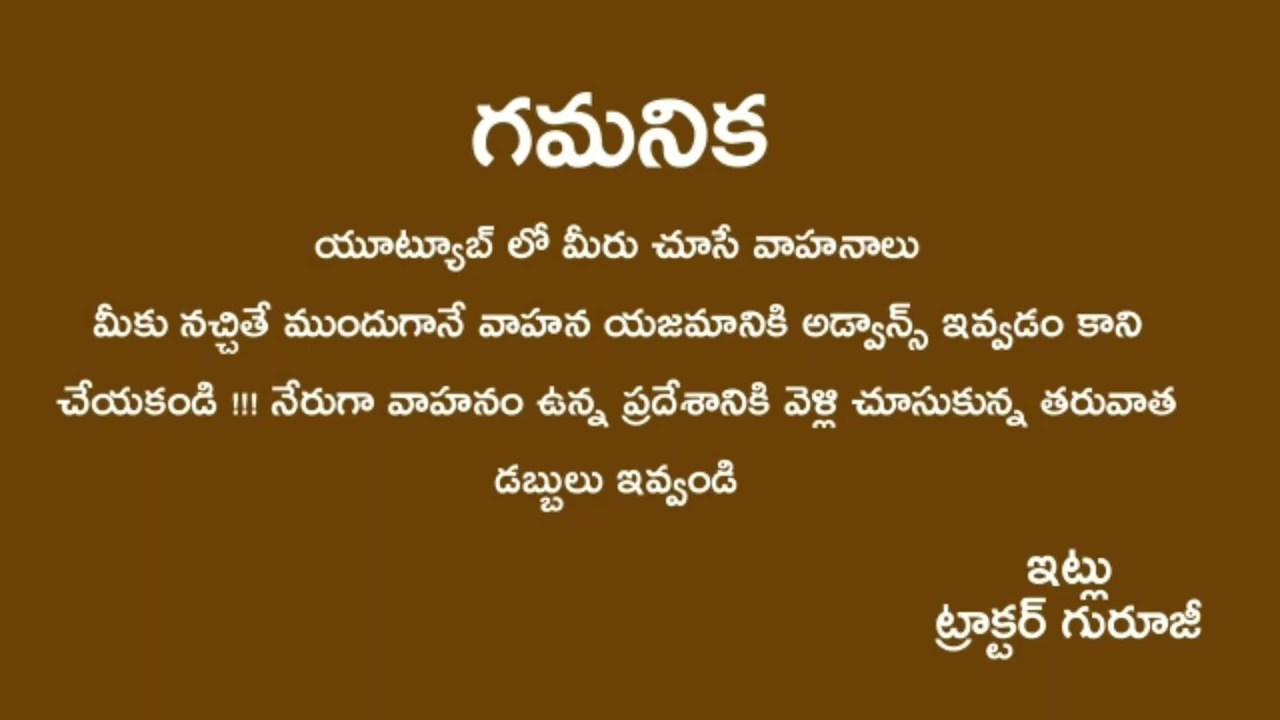 గమనిక
యూట్యూబ్ లో మీరు చూసే వాహనాలు
మీకు నచ్చితే ముందుగానే వాహన యజమానికి అడ్వాన్స్ ఇవ్వడం కాని
చేయకండి !!! నేరుగా వాహనం ఉన్న ప్రదేశానికి వెళ్లి చూసుకున్న తరువాత
డబ్బులు ఇవ్వండి
ఇట్లు
ట్రాక్టర్ గురూజీ